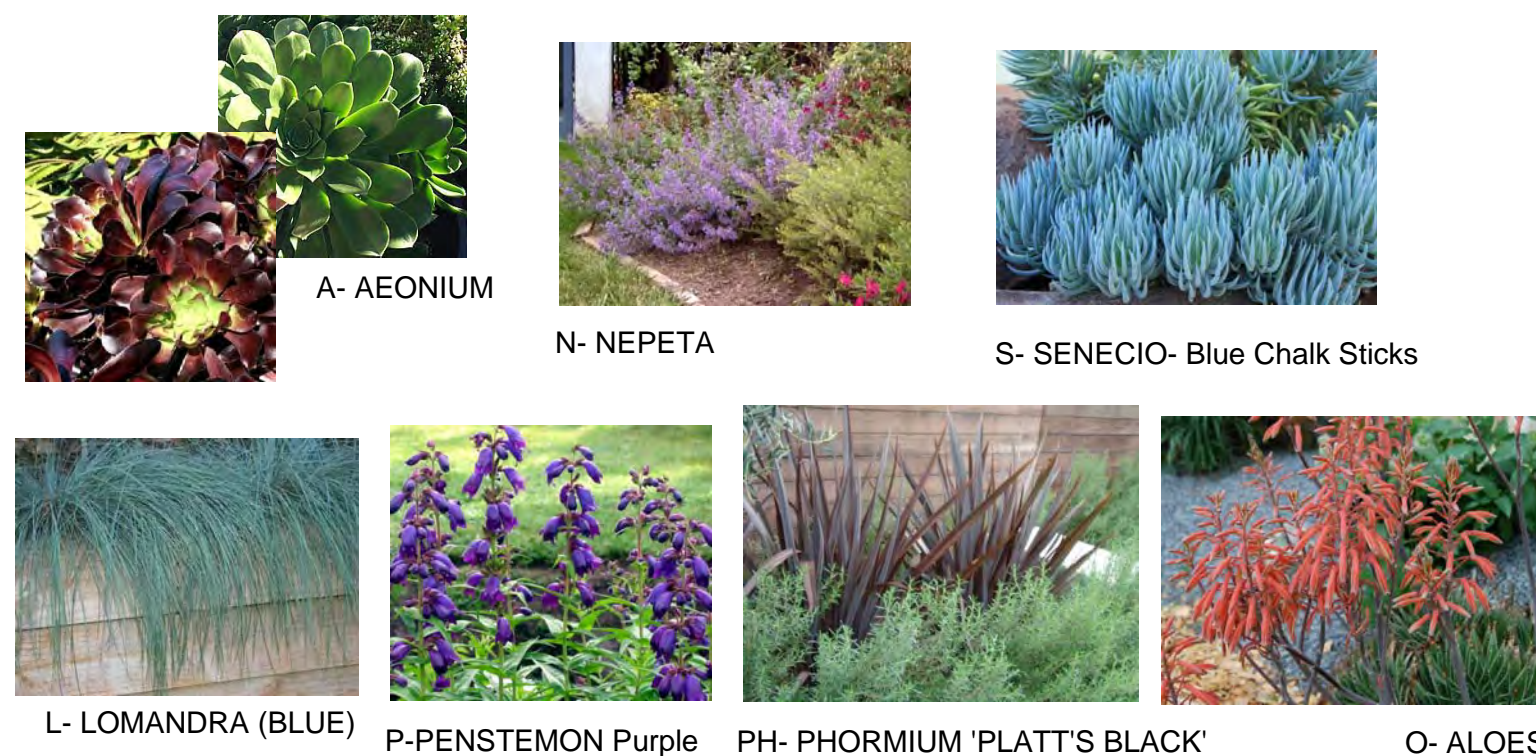 A- AEONIUM
N- NEPETA
S- SENECIO- Blue Chalk Sticks
L- LOMANDRA (BLUE)
P-PENSTEMON Purple
PH- PHORMIUM 'PLATT'S BLACK'
O- ALOES